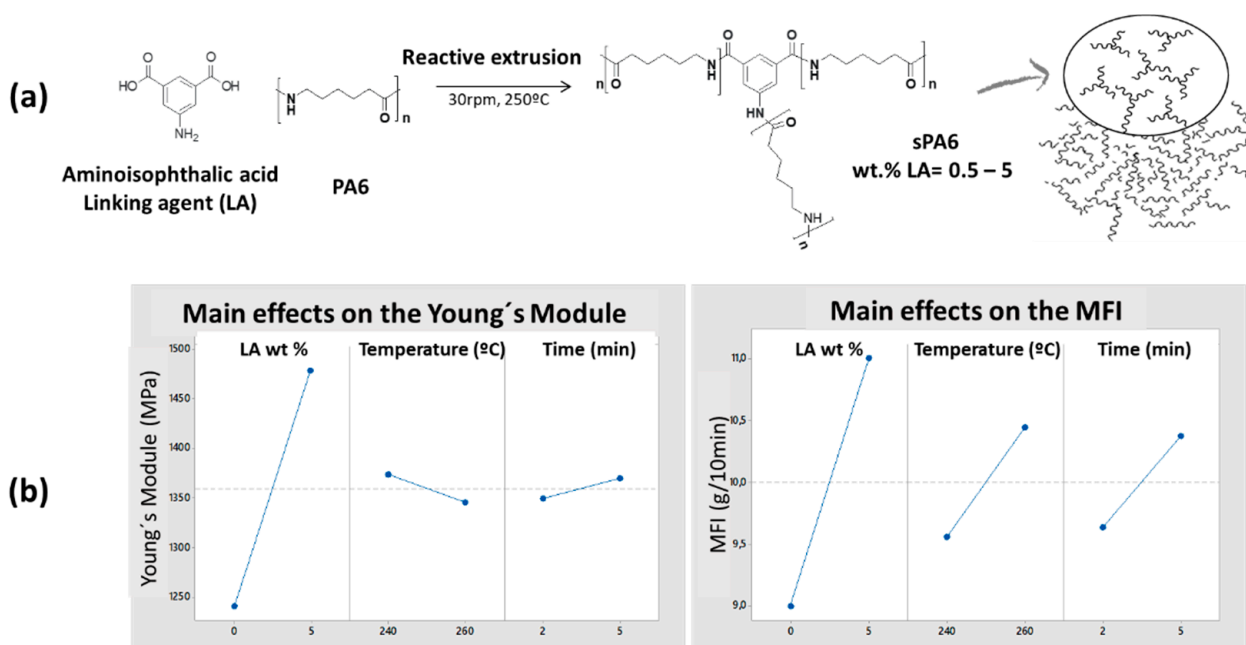 (a)
O
O
HO
OH
NH₂
Aminoisophthalic acid
Linking agent (LA)
N
H
O
n
PA6
Reactive extrusion
30rpm, 250ºC
n
O
N
H
O
O
N
H
O
n
HN
O
NH
n
sPA6
wt.% LA= 0.5 – 5
(b)
Main effects on the Young´s Module
LA wt %
Temperature (ºC)
Time (min)
Young´s Module (MPa)
1500
1450
1400
1350
1300
1250
0
5
240
260
2
5
Main effects on the MFI
LA wt %
Temperature (ºC)
Time (min)
MFI (g/10min)
11,0
10,5
10,0
9,5
9,0
0
5
240
260
2
5